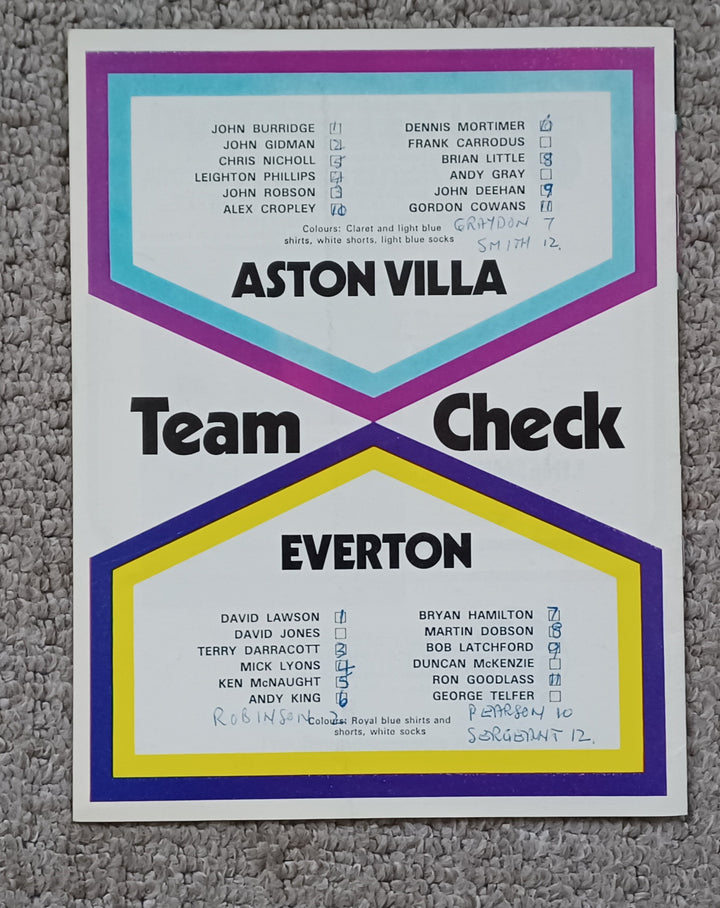 JOHN BURRIDGE 1
JOHN GIDMAN 2
CHRIS NICHOLL 5
LEIGHTON PHILLIPS 4
JOHN ROBSON 3
ALEX CROPLEY 10
DENNIS MORTIMER 6
FRANK CARRODUS
BRIAN LITTLE 8
ANDY GRAY
JOHN DEEHAN 9
GORDON COWANS 11
Colours: Claret and light blue
shirts, white shorts, light blue socks
GRAYDON 7
SMITH 12.
ASTON VILLA
Team Check
EVERTON
DAVID LAWSON 1
DAVID JONES
TERRY DARRACOTT 3
MICK LYONS 4
KEN McNAUGHT 5
ANDY KING 6
ROBINSON 2
BRYAN HAMILTON 7
MARTIN DOBSON 8
BOB LATCHFORD 9
DUNCAN McKENZIE
RON GOODLASS 11
GEORGE TELFER
Colours: Royal blue shirts and
shorts, white socks
PEARSON 10
SERGEANT 12.